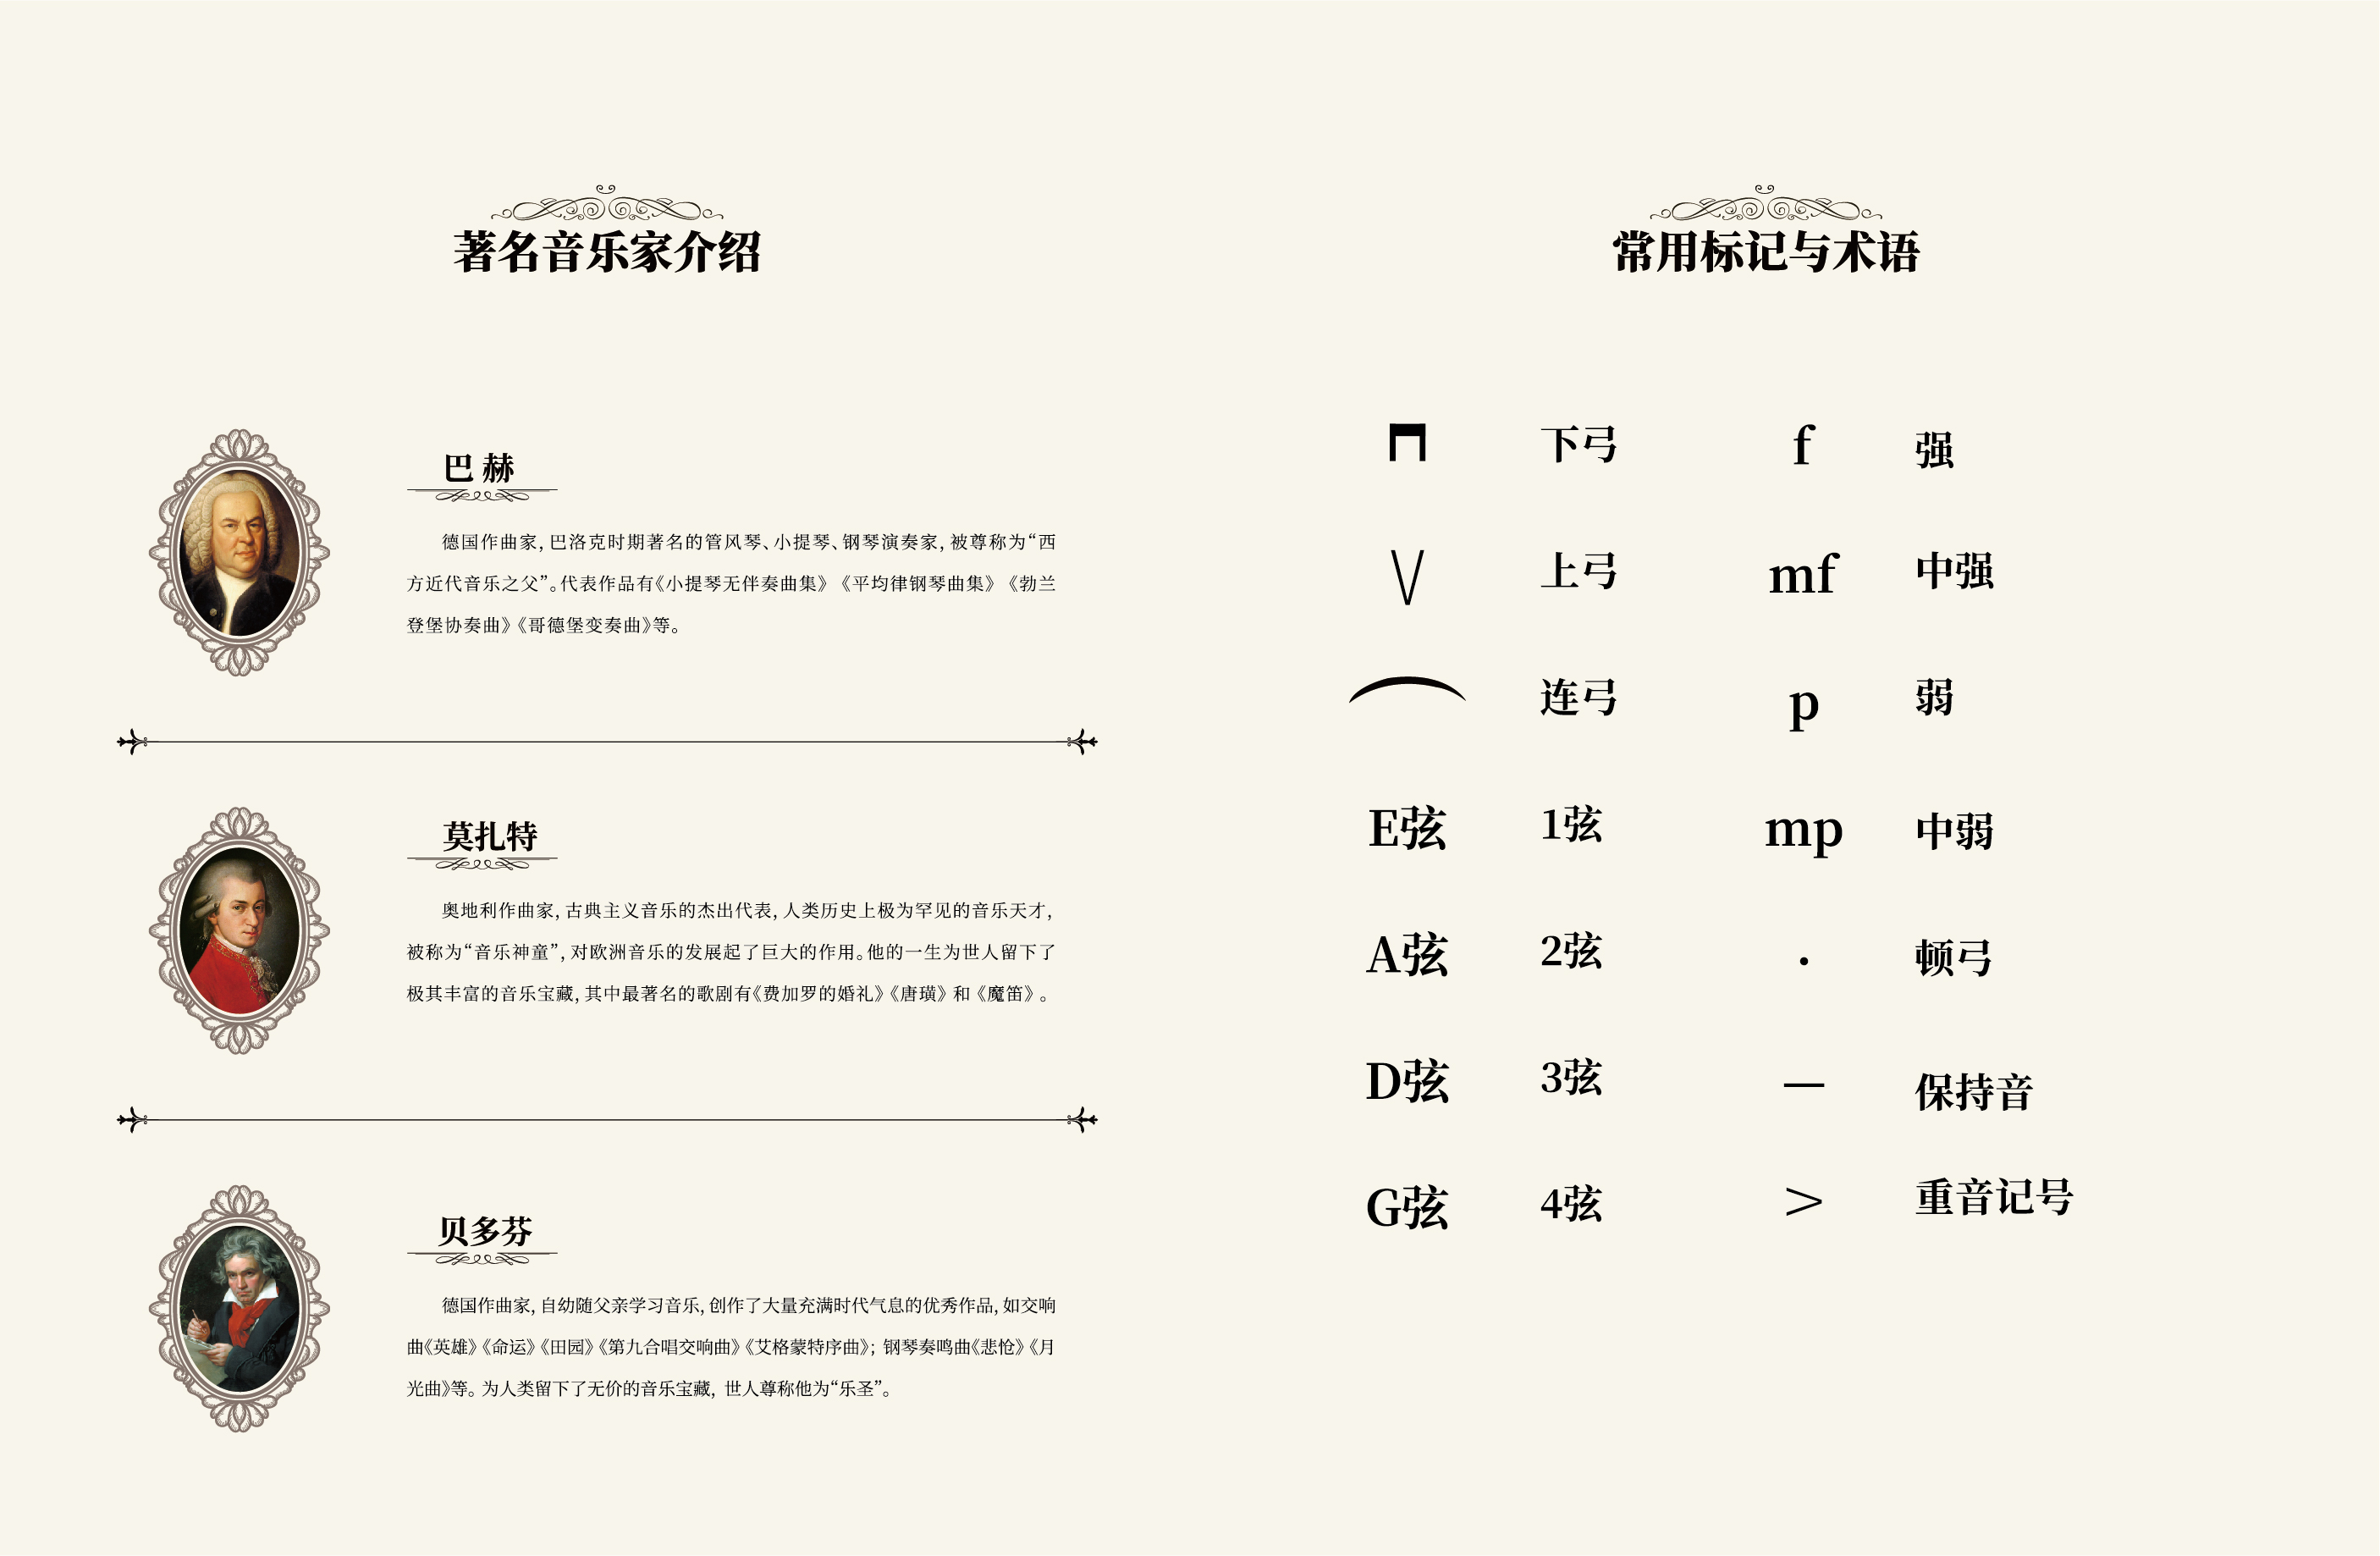 著名音乐家介绍
巴 赫
德国作曲家，巴洛克时期著名的管风琴、小提琴、钢琴演奏家，被尊称为“西
方近代音乐之父”。代表作品有《小提琴无伴奏曲集》《平均律钢琴曲集》《勃兰
登堡协奏曲》《哥德堡变奏曲》等。
莫扎特
奥地利作曲家，古典主义音乐的杰出代表，人类历史上极为罕见的音乐天才，
被称为“音乐神童”，对欧洲音乐的发展起了巨大的作用。他的一生为世人留下了
极其丰富的音乐宝藏，其中最著名的歌剧有《费加罗的婚礼》《唐璜》和《魔笛》。
贝多芬
德国作曲家，自幼随父亲学习音乐，创作了大量充满时代气息的优秀作品，如交响
曲《英雄》《命运》《田园》《第九合唱交响曲》《艾格蒙特序曲》；钢琴奏鸣曲《悲怆》《月
光曲》等。为人类留下了无价的音乐宝藏，世人尊称他为“乐圣”。
常用标记与术语
下弓 f 强
V 上弓 mf 中强
连弓 p 弱
E弦 1弦 mp 中弱
A弦 2弦 · 顿弓
D弦 3弦 — 保持音
G弦 4弦 > 重音记号